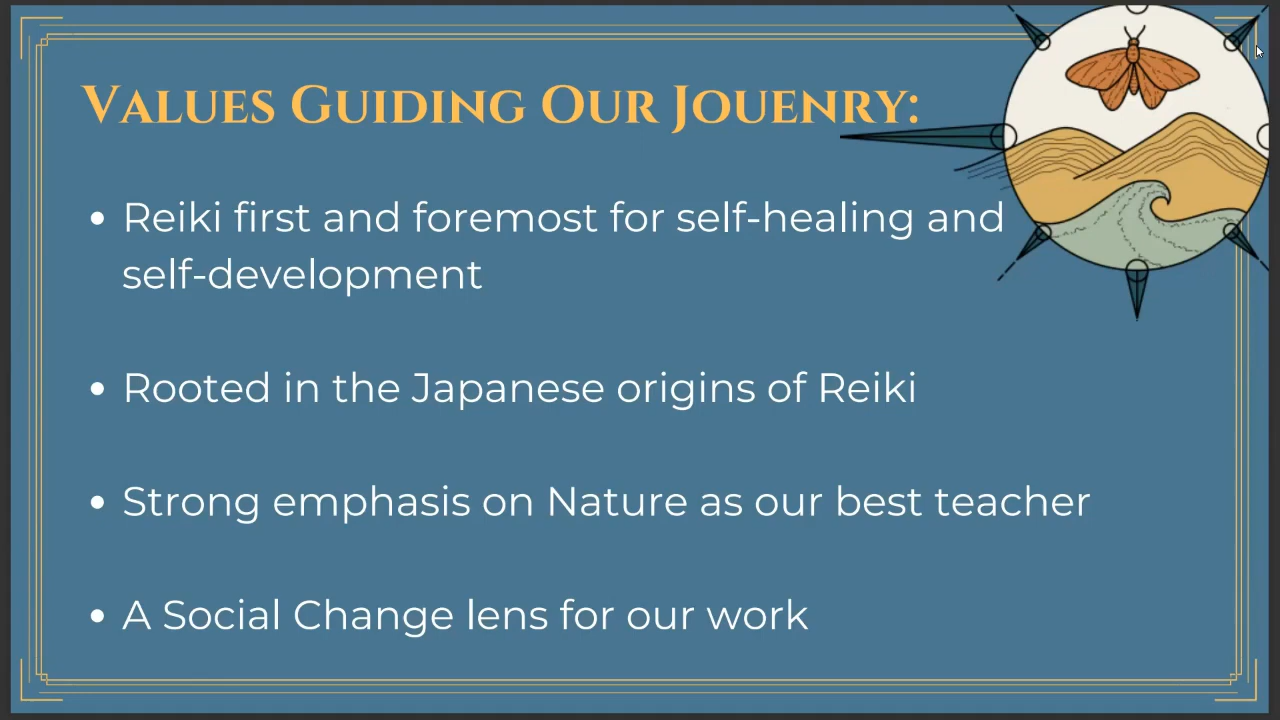 Values Guiding Our Jouenry:
• Reiki first and foremost for self-healing and
self-development
• Rooted in the Japanese origins of Reiki
• Strong emphasis on Nature as our best teacher
• A Social Change lens for our work